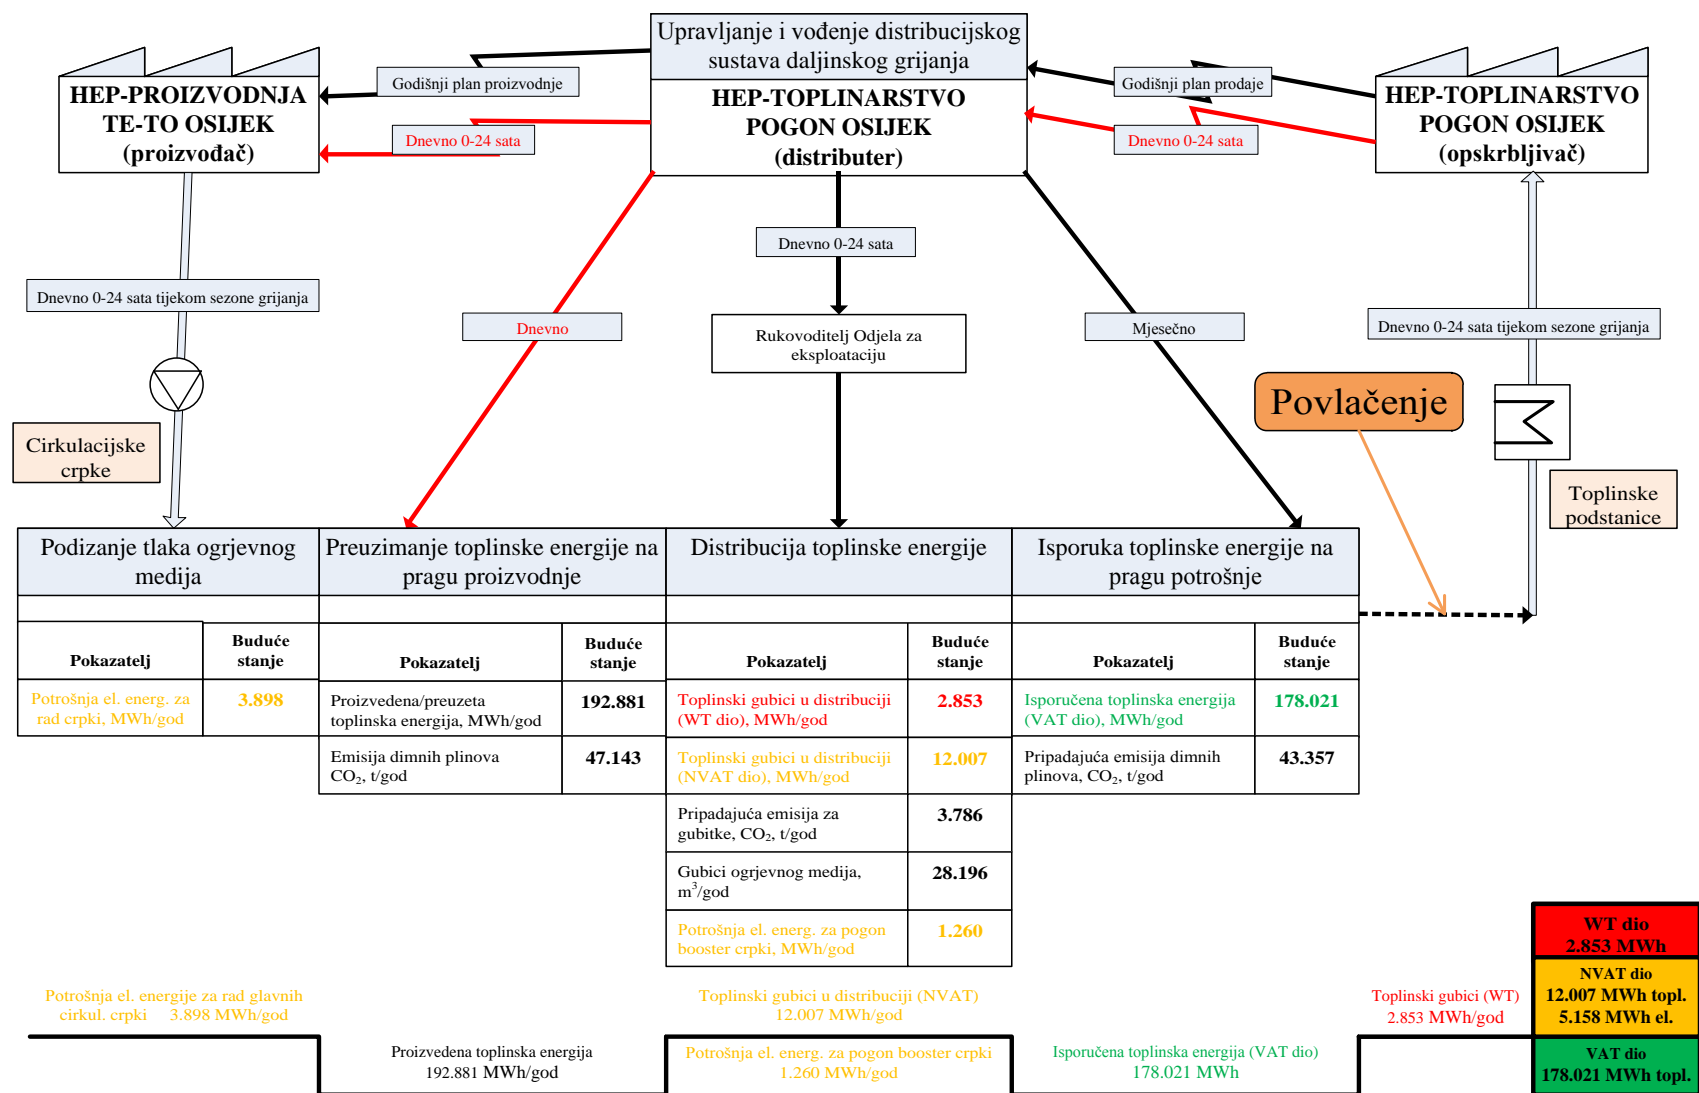 Upravljanje i vođenje distribucijskog
sustava daljinskog grijanja
HEP-TOPLINARSTVO
POGON OSIJEK
(distributer)
HEP-PROIZVODNJA
TE-TO OSIJEK
(proizvođač)
Godišnji plan proizvodnje
Dnevno 0-24 sata
Godišnji plan prodaje
Dnevno 0-24 sata
HEP-TOPLINARSTVO
POGON OSIJEK
(opskrbljivač)
Dnevno 0-24 sata
Dnevno 0-24 sata tijekom sezone grijanja
Dnevno
Rukovoditelj Odjela za
eksploataciju
Mjesečno
Dnevno 0-24 sata tijekom sezone grijanja
Povlačenje
Cirkulacijske
crpke
Toplinske
podstanice
Podizanje tlaka ogrjevnog
medija
Pokazatelj
Buduće
stanje
Potrošnja el. energ. za
rad crpki, MWh/god
3.898
Preuzimanje toplinske energije na
pragu proizvodnje
Pokazatelj
Buduće
stanje
Proizvedena/preuzeta
toplinska energija, MWh/god
192.881
Emisija dimnih plinova
CO₂, t/god
47.143
Distribucija toplinske energije
Pokazatelj
Buduće
stanje
Toplinski gubici u distribuciji
(WT dio), MWh/god
2.853
Toplinski gubici u distribuciji
(NVAT dio), MWh/god
12.007
Pripadajuća emisija za
gubitke, CO₂, t/god
3.786
Gubici ogrjevnog medija,
m³/god
28.196
Potrošnja el. energ. za pogon
booster crpki, MWh/god
1.260
Isporuka toplinske energije na
pragu potrošnje
Pokazatelj
Buduće
stanje
Isporučena toplinska energija
(VAT dio), MWh/god
178.021
Pripadajuća emisija dimnih
plinova, CO₂, t/god
43.357
Potrošnja el. energije za rad glavnih
cirkul. crpki 3.898 MWh/god
Proizvedena toplinska energija
192.881 MWh/god
Toplinski gubici u distribuciji (NVAT)
12.007 MWh/god
Potrošnja el. energ. za pogon booster crpki
1.260 MWh/god
Isporučena toplinska energija (VAT dio)
178.021 MWh
Toplinski gubici (WT)
2.853 MWh/god
WT dio
2.853 MWh
NVAT dio
12.007 MWh topl.
5.158 MWh el.
VAT dio
178.021 MWh topl.